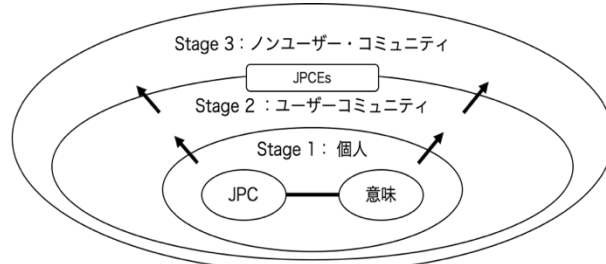 Stage 3：ノンユーザー・コミュニティ
JPCEs
Stage 2 ：ユーザーコミュニティ
Stage 1： 個人
JPC
意味